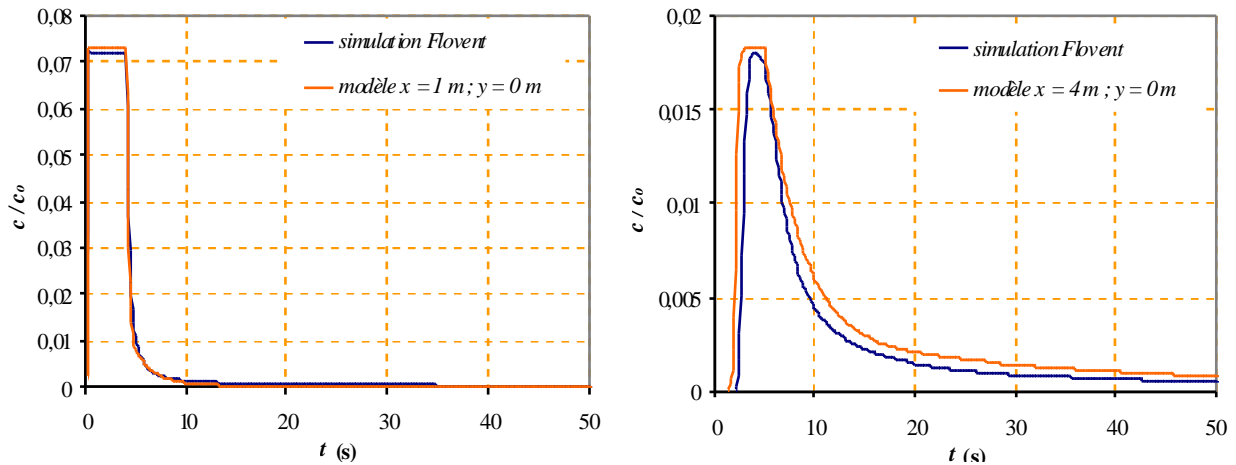 0,08
0,07
0,06
0,05
0,04
0,03
0,02
0,01
0
c / co
simulation Flovent
modèle x = 1 m ; y = 0 m
0 10 20 30 40 50
t (s)
0,02
0,015
0,01
0,005
0
c / co
simulation Flovent
modèle x = 4 m ; y = 0 m
0 10 20 30 40 50
t (s)